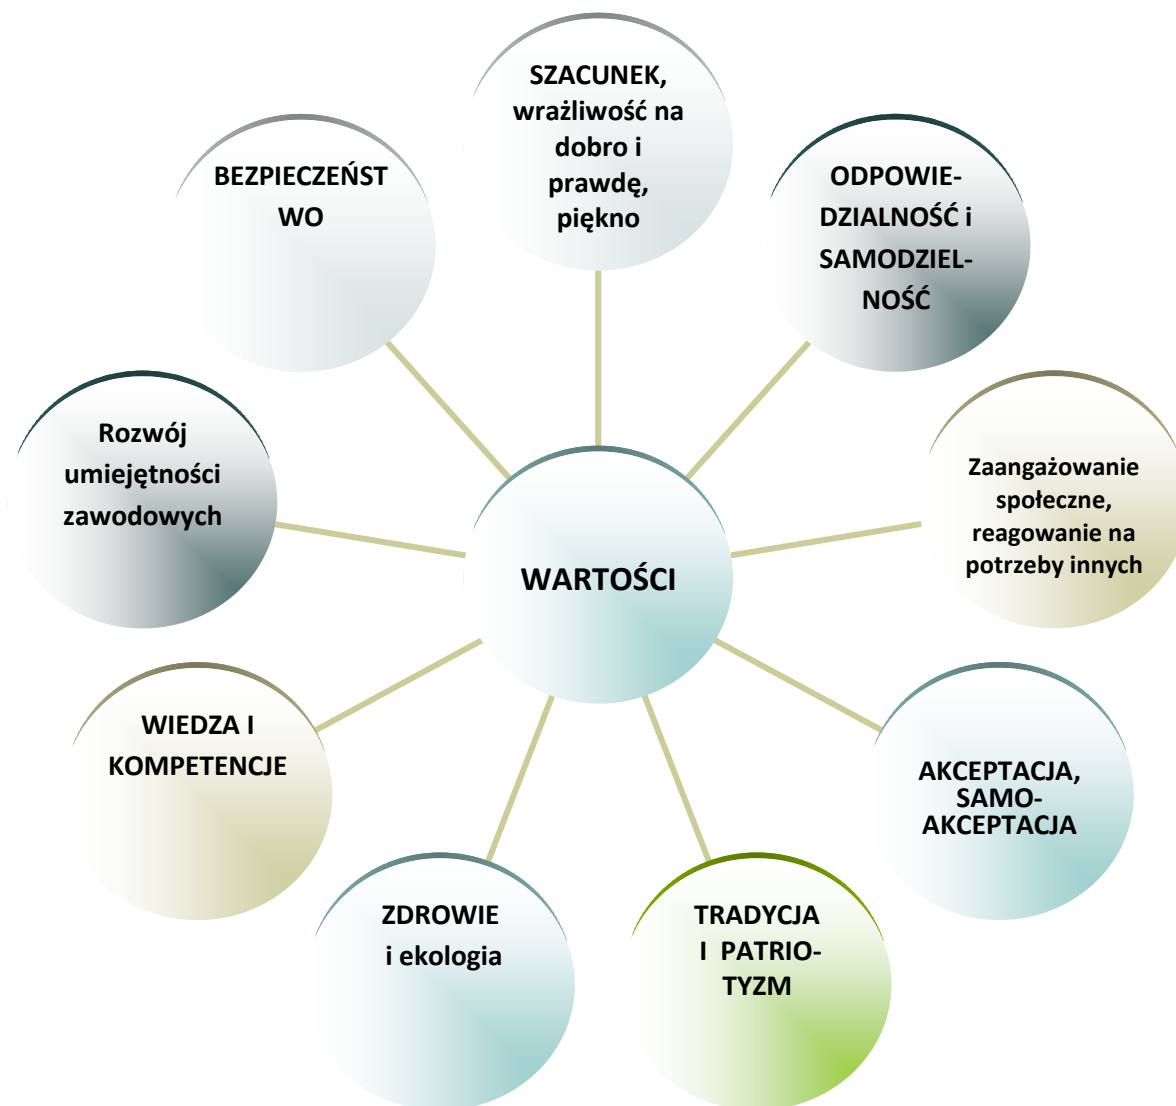 SZACUNEK,
wrażliwość na
dobro i
prawdę,
piękno
ODPOWIE-
DZIALNOŚĆ i
SAMODZIEL-
NOŚĆ
Zaangażowanie
społeczne,
reagowanie na
potrzeby innych
AKCEPTACJA,
SAMO-
AKCEPTACJA
TRADYCJA
I PATRIO-
TYZM
ZDROWIE
i ekologia
WIEDZA I
KOMPETENCJE
Rozwój
umiejętności
zawodowych
BEZPIECZEŃST
WO
WARTOŚCI